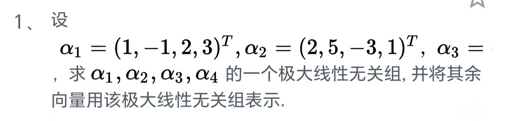 1、设
α₁ = (1, −1, 2, 3)ᵀ, α₂ = (2, 5, −3, 1)ᵀ, α₃ =
, 求 α₁, α₂, α₃, α₄ 的一个极大线性无关组, 并将其余
向量用该极大线性无关组表示.